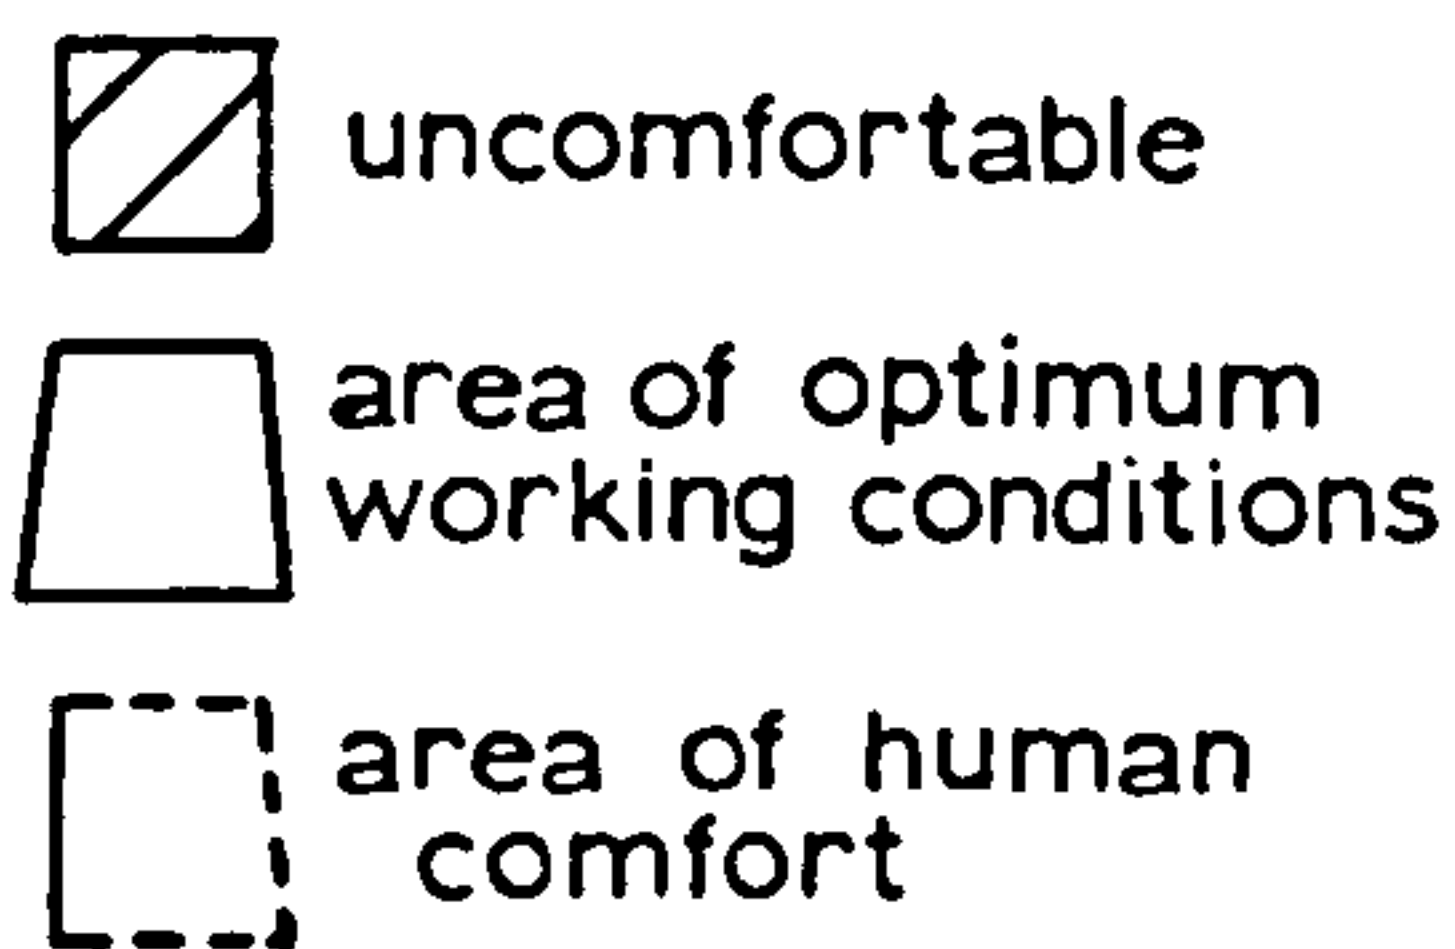 uncomfortable
area of optimum
working conditions
area of human
comfort